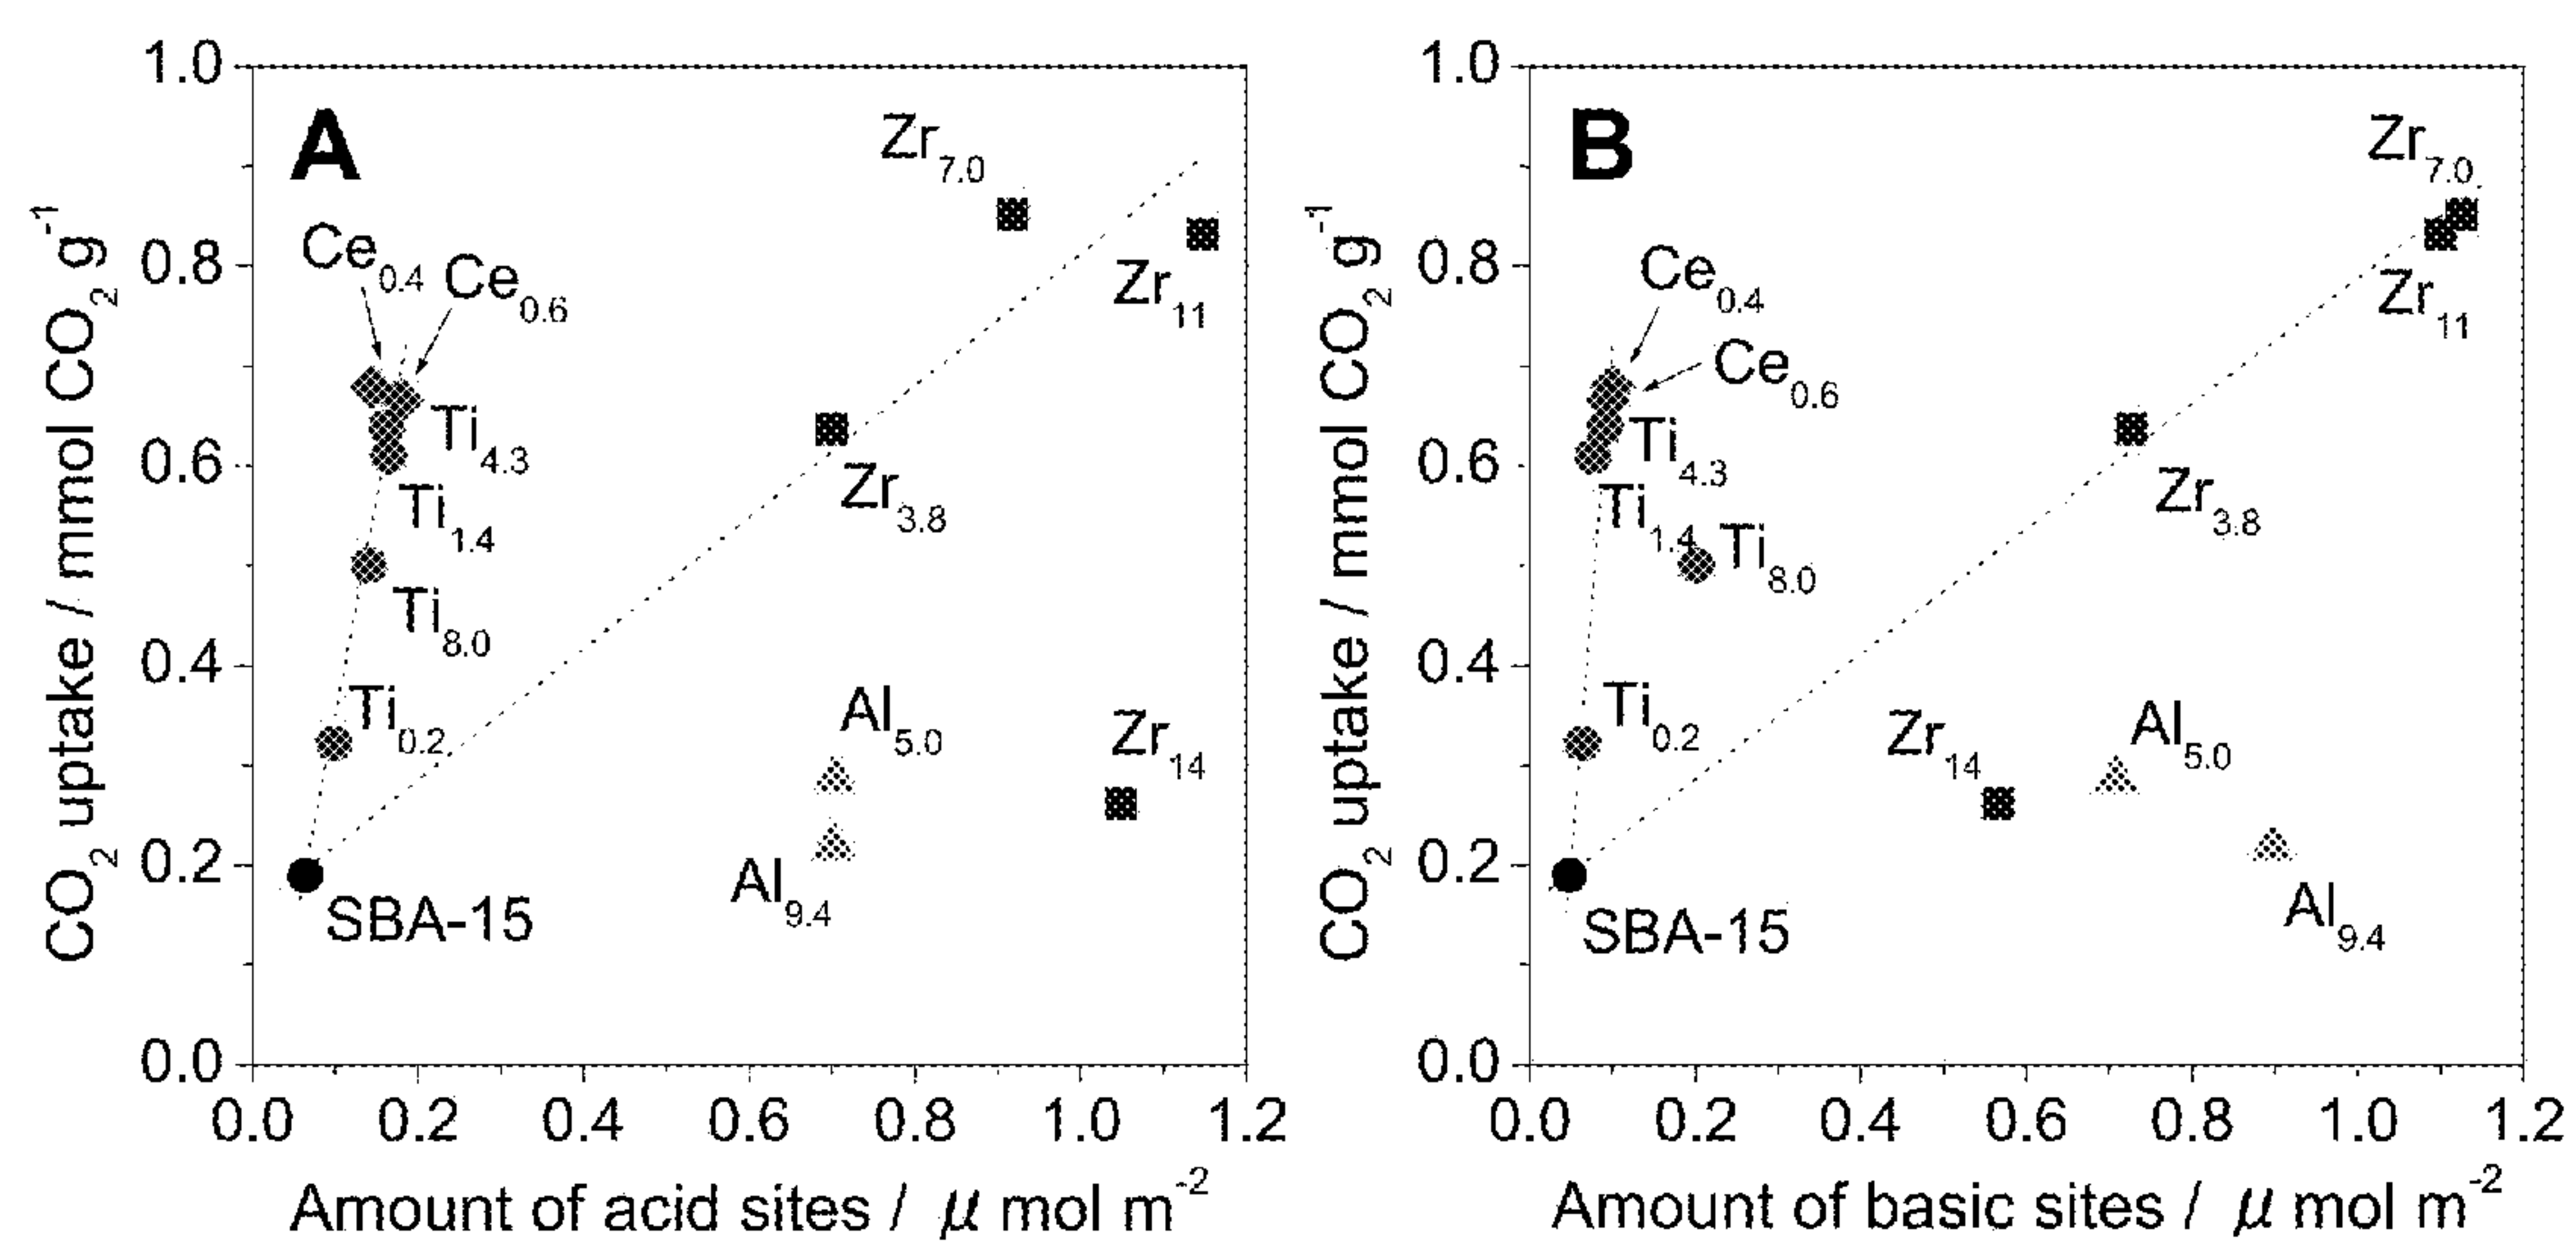 A
CO₂ uptake / mmol CO₂ g⁻¹
1.0
0.8
0.6
0.4
0.2
0.0
0.0 0.2 0.4 0.6 0.8 1.0 1.2
Amount of acid sites / μ mol m⁻²
Zr₇.₀
Ce₀.₄
Ce₀.₆
Zr₁₁
Ti₄.₃
Zr₃.₈
Ti₁.₄
Ti₈.₀
Ti₀.₂
Al₅.₀
Zr₁₄
Al₉.₄
SBA-15
B
CO₂ uptake / mmol CO₂ g⁻¹
1.0
0.8
0.6
0.4
0.2
0.0
0.0 0.2 0.4 0.6 0.8 1.0 1.2
Amount of basic sites / μ mol m⁻²
Zr₇.₀
Ce₀.₄
Zr₁₁
Ce₀.₆
Ti₄.₃
Zr₃.₈
Ti₁.₄
Ti₈.₀
Ti₀.₂
Zr₁₄
Al₅.₀
Al₉.₄
SBA-15